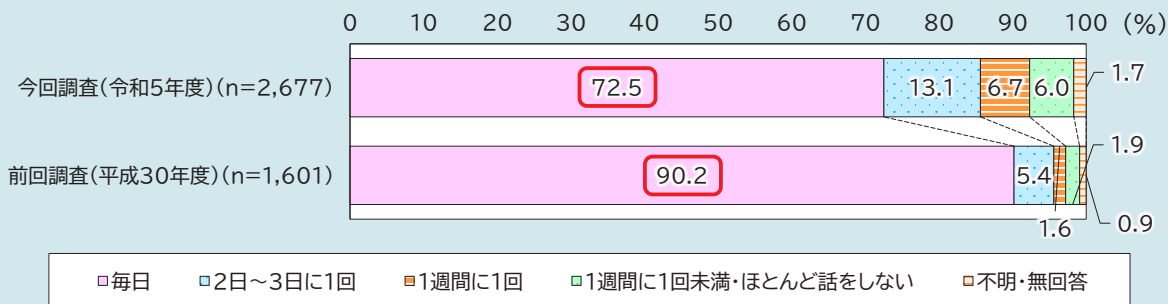 0 10 20 30 40 50 60 70 80 90 100 (%)
今回調査(令和5年度)(n=2,677) 72.5 13.1 6.7 6.0 1.7
前回調査(平成30年度)(n=1,601) 90.2 5.4 1.6 1.9 0.9
毎日 2日～3日に1回 1週間に1回 1週間に1回未満・ほとんど話をしない 不明・無回答